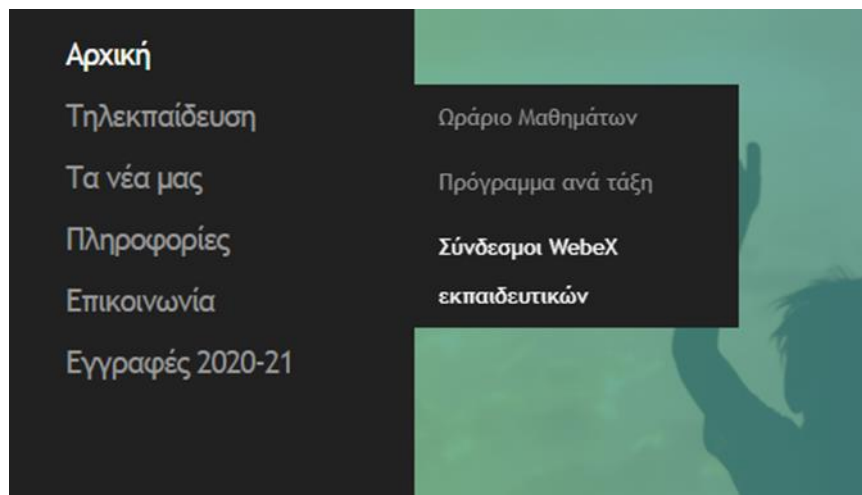 Αρχική
Τηλεκπαίδευση
Τα νέα μας
Πληροφορίες
Επικοινωνία
Εγγραφές 2020-21
Ωράριο Μαθημάτων
Πρόγραμμα ανά τάξη
Σύνδεσμοι WebeX
εκπαιδευτικών